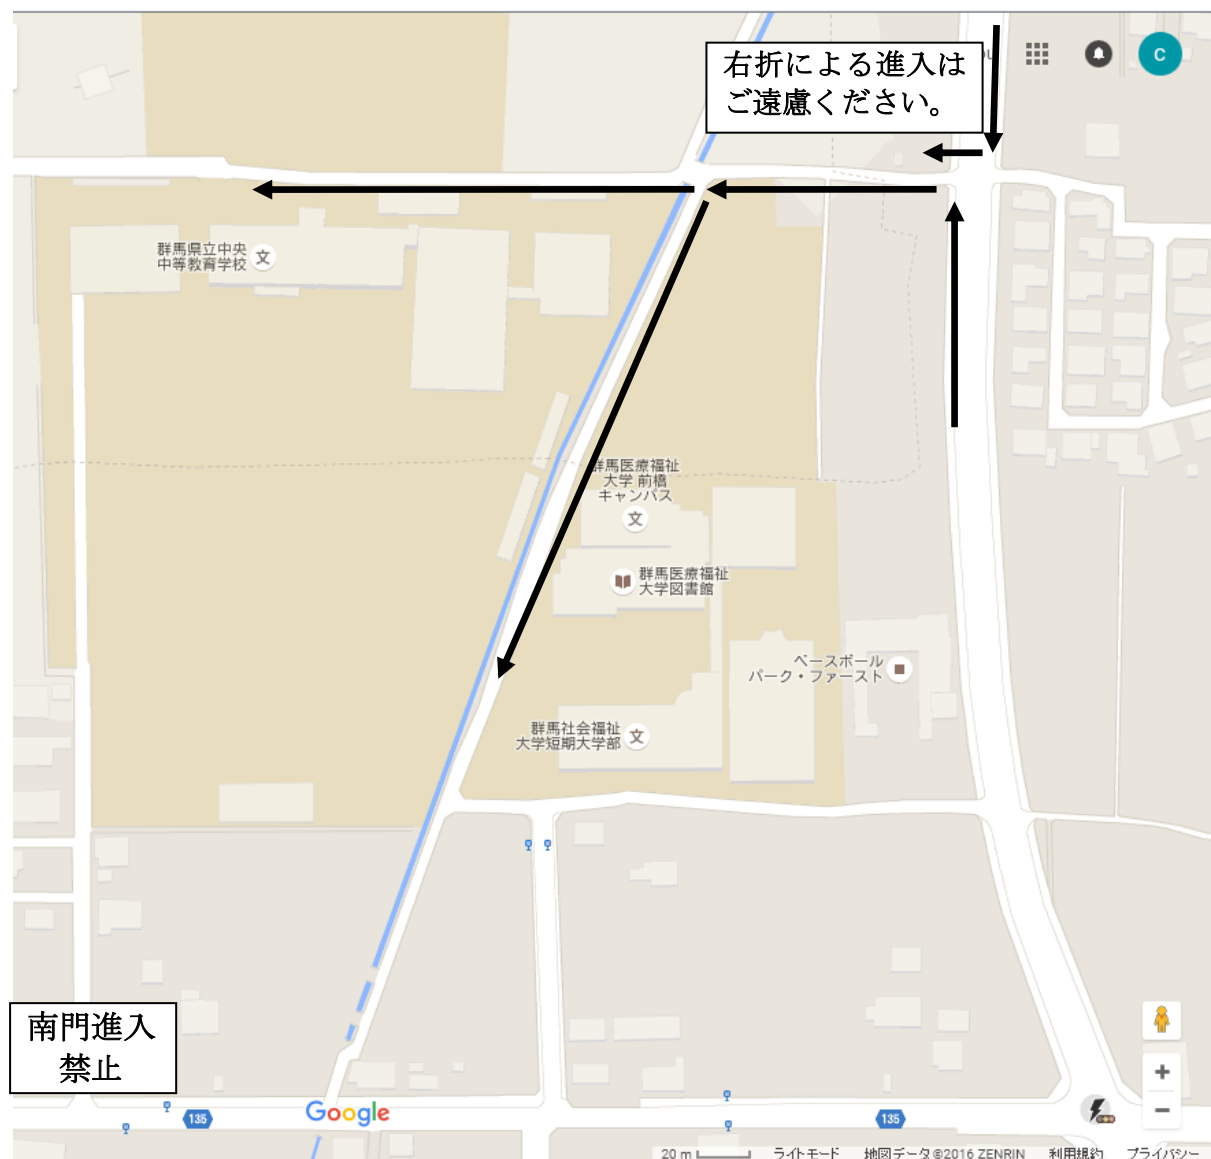 右折による進入は
ご遠慮ください。
C
群馬県立中央
中等教育学校
文
群馬医療福祉
大学 前橋
キャンパス
文
群馬医療福祉
大学図書館
ベースボール
パーク・ファースト
群馬社会福祉
大学短期大学部
文
南門進入
禁止
135
Google
135
20 m
ライトモード
地図データ©2016 ZENRIN
利用規約
プライバシー